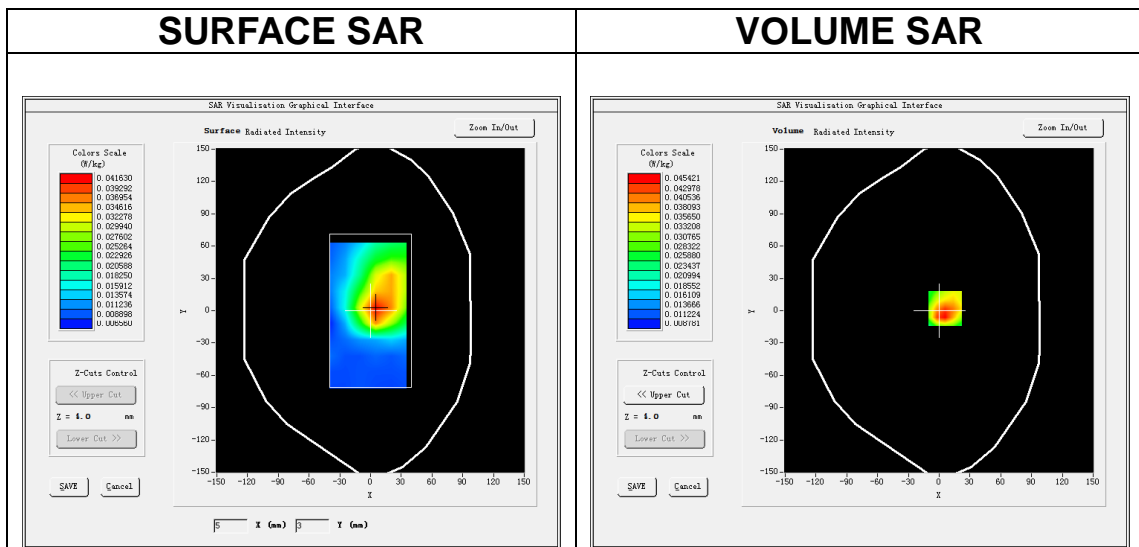 SURFACE SAR
VOLUME SAR
SAR Visualisation Graphical Interface
Surface Radiated Intensity
Zoom In/Out
Colors Scale
(W/kg)
0.041630
0.039292
0.036954
0.034616
0.032278
0.029940
0.027602
0.025264
0.022926
0.020588
0.018250
0.015912
0.013574
0.011236
0.008898
0.006560
150
120
90
60
30
0
-30
-60
-90
-120
-150
Y
-150 -120 -90 -60 -30 0 30 60 90 120 150
X
Z-Cuts Control
<< Upper Cut
Z = 4.0 mm
Lower Cut >>
SAVE
Cancel
5 X (mm) 3 Y (mm)
SAR Visualisation Graphical Interface
Volume Radiated Intensity
Zoom In/Out
Colors Scale
(W/kg)
0.045421
0.042978
0.040536
0.038093
0.035650
0.033208
0.030765
0.028322
0.025880
0.023437
0.020994
0.018552
0.016109
0.013666
0.011224
0.008781
150
120
90
60
30
0
-30
-60
-90
-120
-150
Y
-150 -120 -90 -60 -30 0 30 60 90 120 150
X
Z-Cuts Control
<< Upper Cut
Z = 4.0 mm
Lower Cut >>
SAVE
Cancel